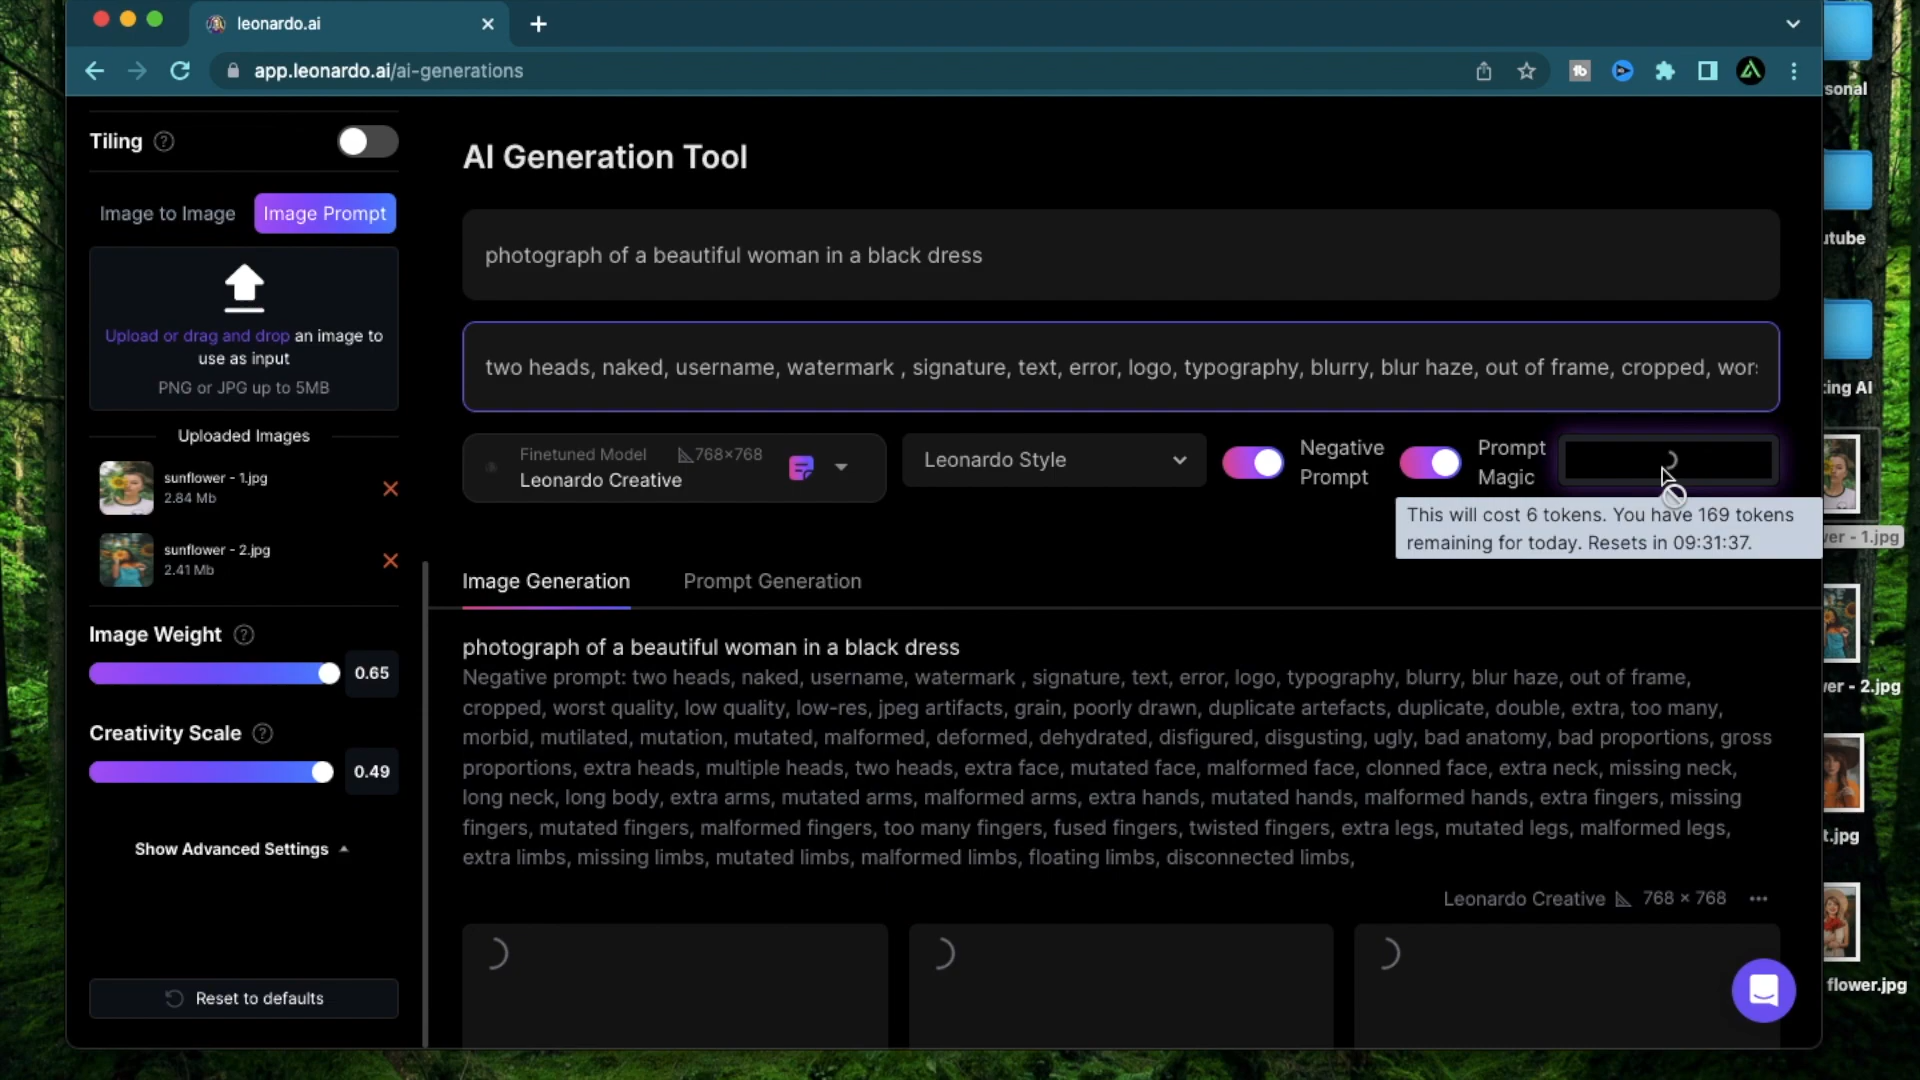 leonardo.ai
app.leonardo.ai/ai-generations
Tiling
Image to Image
Image Prompt
Upload or drag and drop an image to
use as input
PNG or JPG up to 5MB
Uploaded Images
sunflower - 1.jpg
2.84 Mb
sunflower - 2.jpg
2.41 Mb
Image Weight
0.65
Creativity Scale
0.49
Show Advanced Settings
Reset to defaults
AI Generation Tool
photograph of a beautiful woman in a black dress
two heads, naked, username, watermark , signature, text, error, logo, typography, blurry, blur haze, out of frame, cropped, wors
Finetuned Model
768×768
Leonardo Creative
Leonardo Style
Negative
Prompt
Prompt
Magic
This will cost 6 tokens. You have 169 tokens
remaining for today. Resets in 09:31:37.
Image Generation
Prompt Generation
photograph of a beautiful woman in a black dress
Negative prompt: two heads, naked, username, watermark , signature, text, error, logo, typography, blurry, blur haze, out of frame,
cropped, worst quality, low quality, low-res, jpeg artifacts, grain, poorly drawn, duplicate artefacts, duplicate, double, extra, too many,
morbid, mutilated, mutation, mutated, malformed, deformed, dehydrated, disfigured, disgusting, ugly, bad anatomy, bad proportions, gross
proportions, extra heads, multiple heads, two heads, extra face, mutated face, malformed face, clonned face, extra neck, missing neck,
long neck, long body, extra arms, mutated arms, malformed arms, extra hands, mutated hands, malformed hands, extra fingers, missing
fingers, mutated fingers, malformed fingers, too many fingers, fused fingers, twisted fingers, extra legs, mutated legs, malformed legs,
extra limbs, missing limbs, mutated limbs, malformed limbs, floating limbs, disconnected limbs,
Leonardo Creative
768 × 768
sonal
utube
ting AI
ver - 1.jpg
ver - 2.jpg
t.jpg
flower.jpg